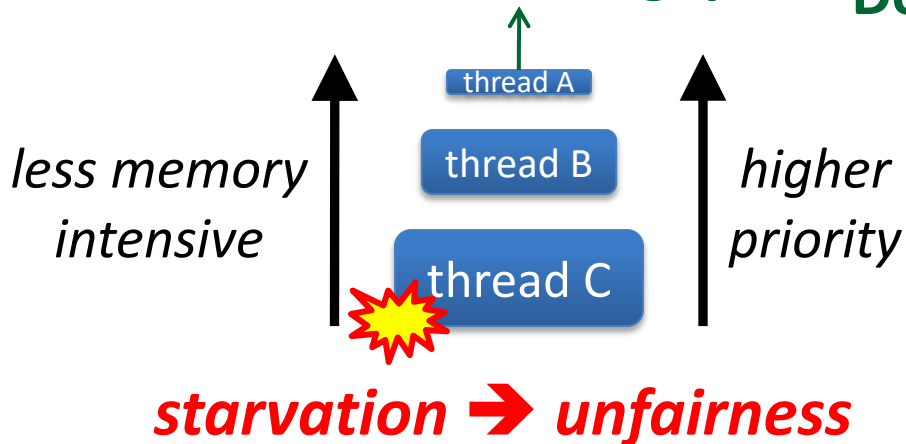 thread A
less memory
intensive
thread B
higher
priority
thread C
starvation ➔ unfairness